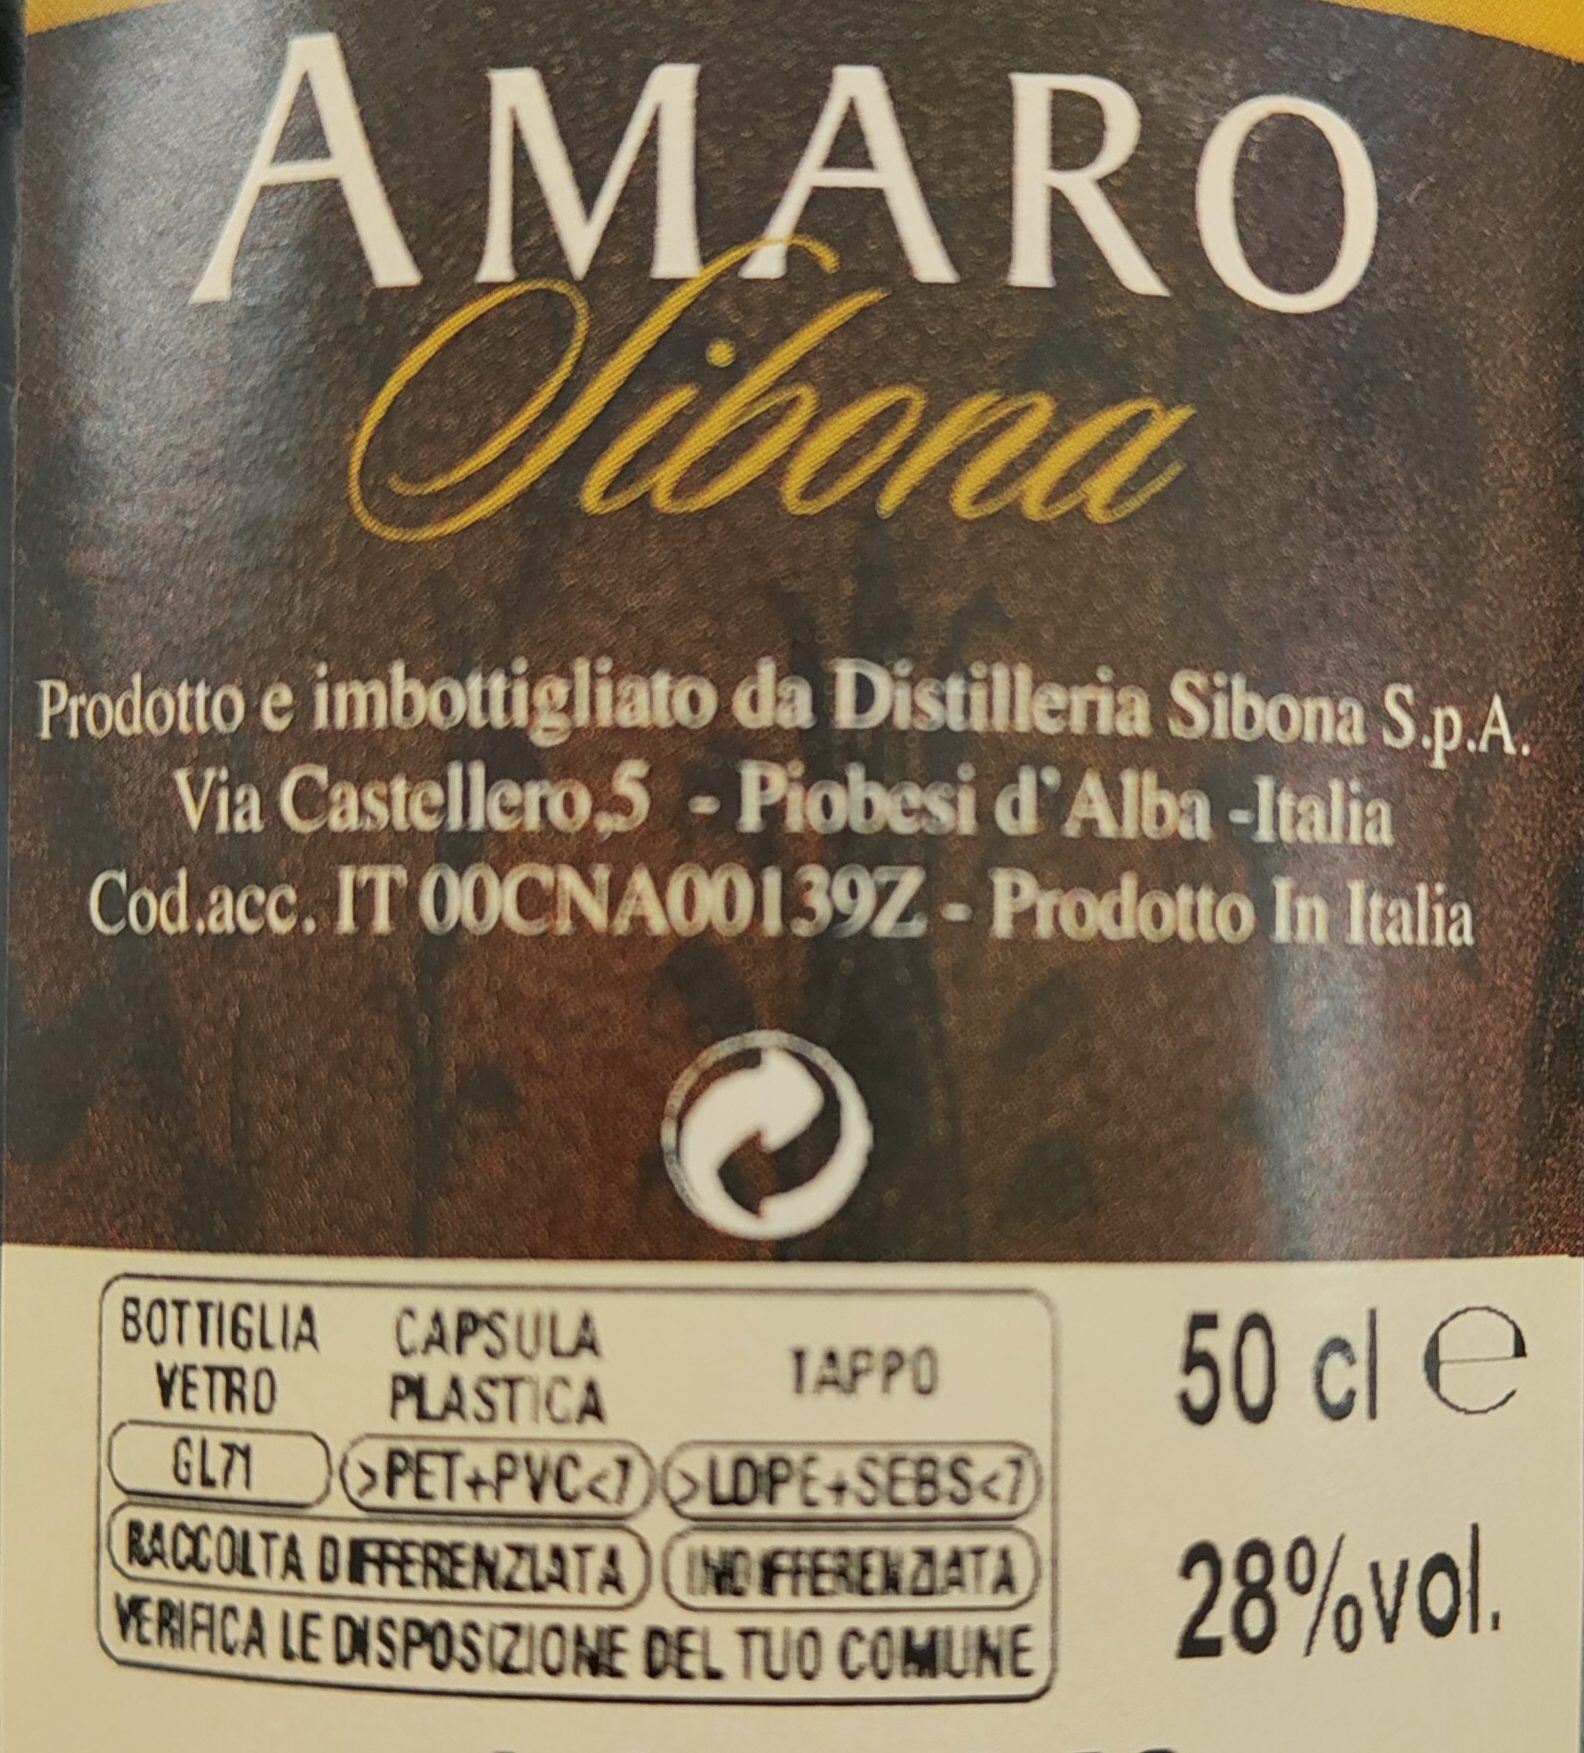 AMARO
Sibona
Prodotto e imbottigliato da Distilleria Sibona S.p.A.
Via Castellero,5 - Piobesi d'Alba -Italia
Cod.acc. IT 00CNA00139Z - Prodotto In Italia
BOTTIGLIA VETRO
CAPSULA PLASTICA
TAPPO
GL71 >PET+PVC<7 >LDPE+SEBS<7
RACCOLTA DIFFERENZIATA INDIFFERENZIATA
VERIFICA LE DISPOSIZIONE DEL TUO COMUNE
50 cl e
28%vol.